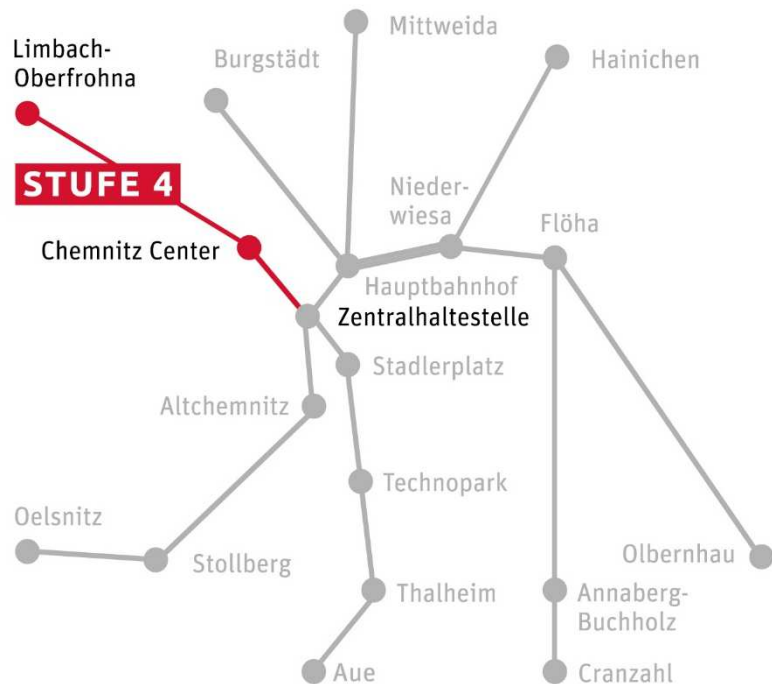 Mittweida
Limbach-
Oberfrohna
Burgstädt
Hainichen
STUFE 4
Nieder-
wiesa
Flöha
Chemnitz Center
Hauptbahnhof
Zentralhaltestelle
Stadlerplatz
Altchemnitz
Technopark
Oelsnitz
Stollberg
Olbernhau
Thalheim
Annaberg-
Buchholz
Aue
Cranzahl